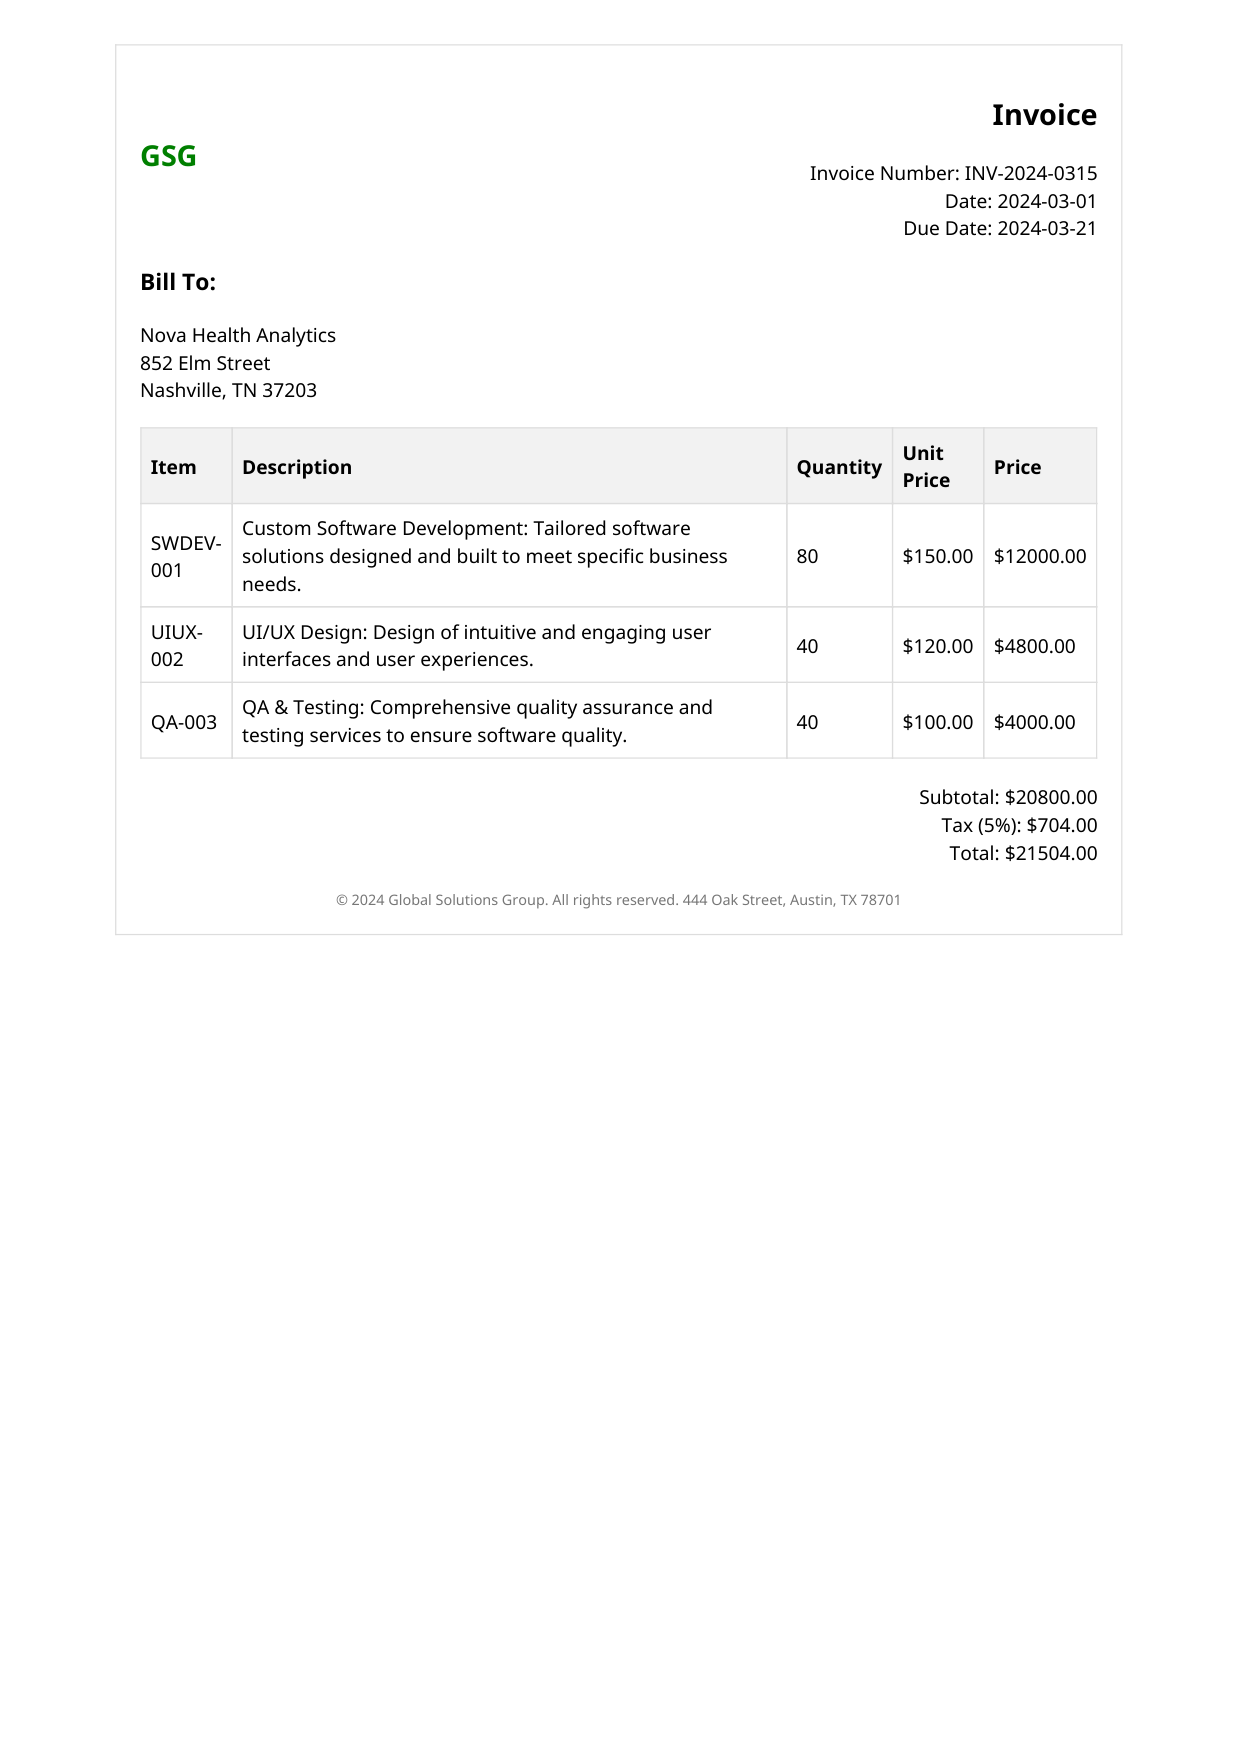 Invoice
GSG
Invoice Number: INV-2024-0315
Date: 2024-03-01
Due Date: 2024-03-21
Bill To:
Nova Health Analytics
852 Elm Street
Nashville, TN 37203
Item Description Quantity Unit Price Price
SWDEV-001 Custom Software Development: Tailored software solutions designed and built to meet specific business needs. 80 $150.00 $12000.00
UIUX-002 UI/UX Design: Design of intuitive and engaging user interfaces and user experiences. 40 $120.00 $4800.00
QA-003 QA & Testing: Comprehensive quality assurance and testing services to ensure software quality. 40 $100.00 $4000.00
Subtotal: $20800.00
Tax (5%): $704.00
Total: $21504.00
© 2024 Global Solutions Group. All rights reserved. 444 Oak Street, Austin, TX 78701